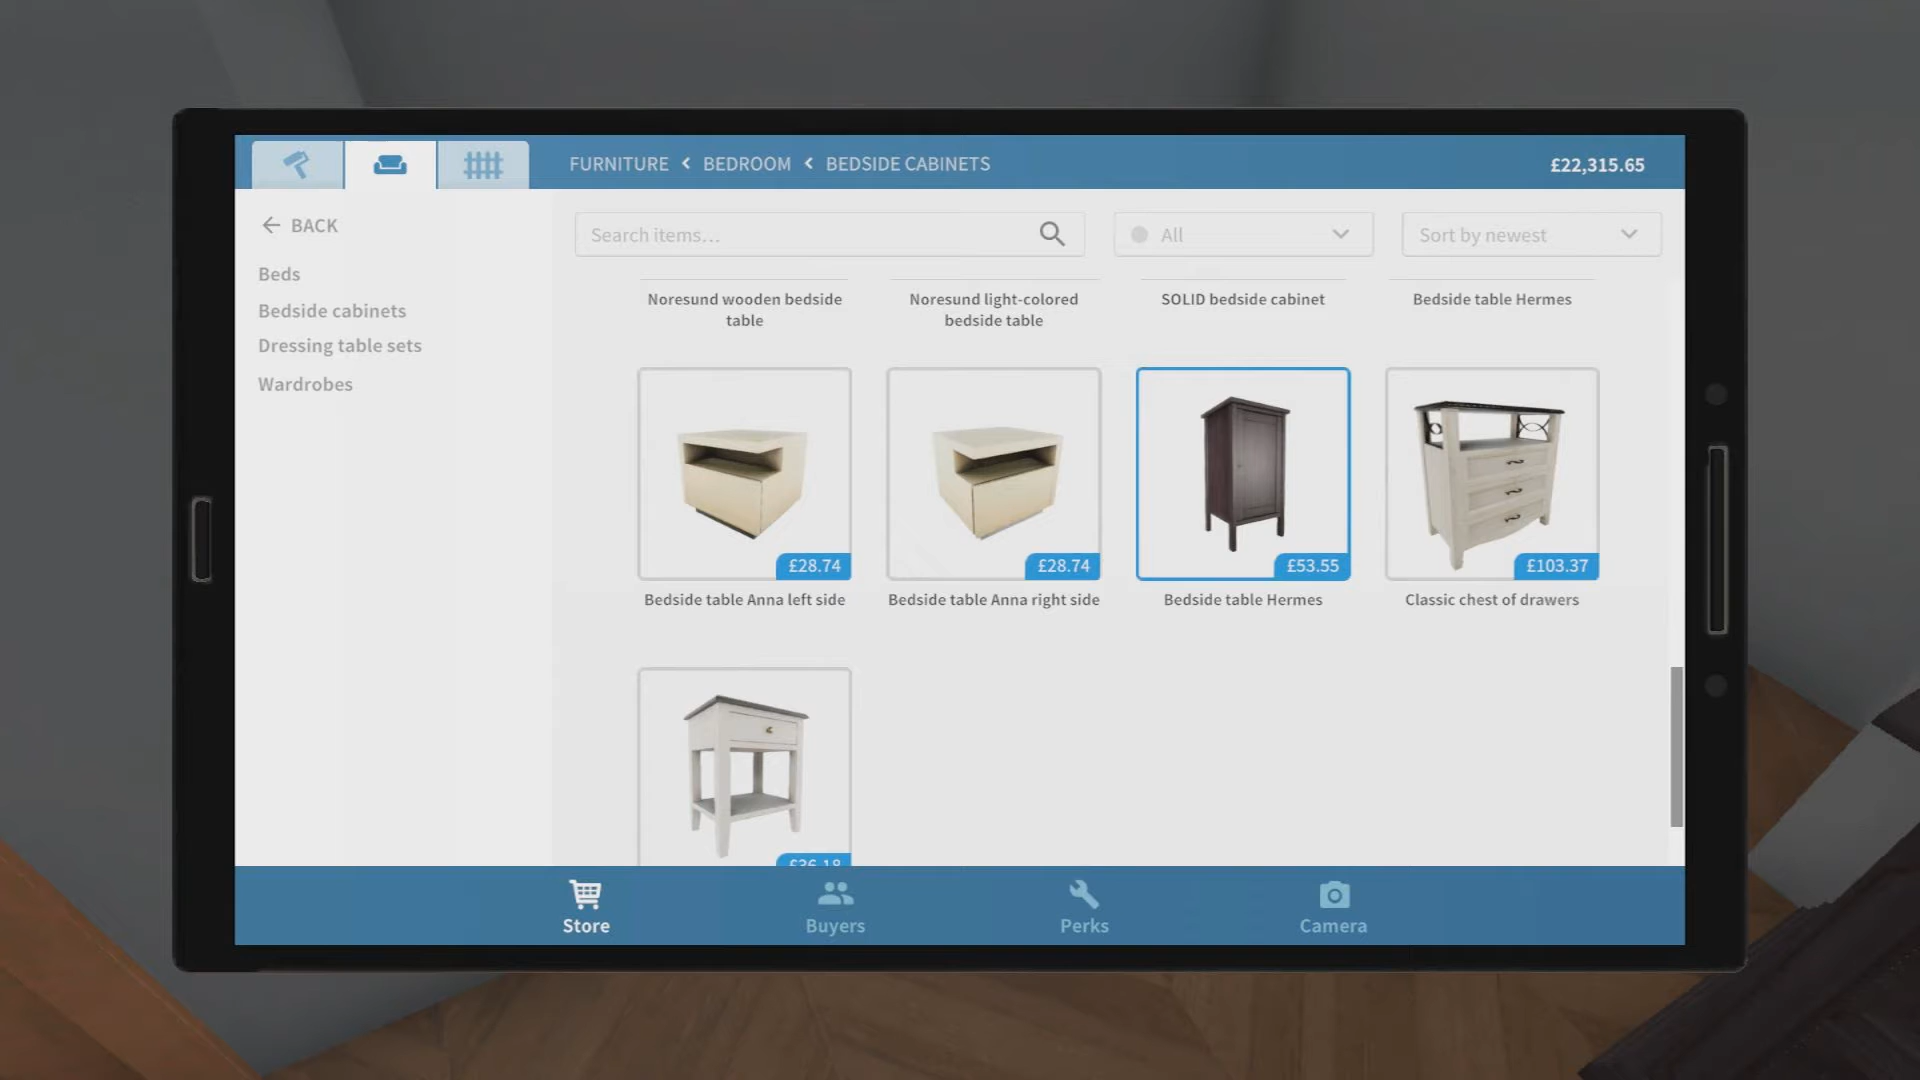 FURNITURE < BEDROOM < BEDSIDE CABINETS
£22,315.65
BACK
Beds
Bedside cabinets
Dressing table sets
Wardrobes
Search items...
All
Sort by newest
Noresund wooden bedside
table
Noresund light-colored
bedside table
SOLID bedside cabinet
Bedside table Hermes
£28.74
£28.74
£53.55
£103.37
Bedside table Anna left side
Bedside table Anna right side
Bedside table Hermes
Classic chest of drawers
£36.18
Store
Buyers
Perks
Camera